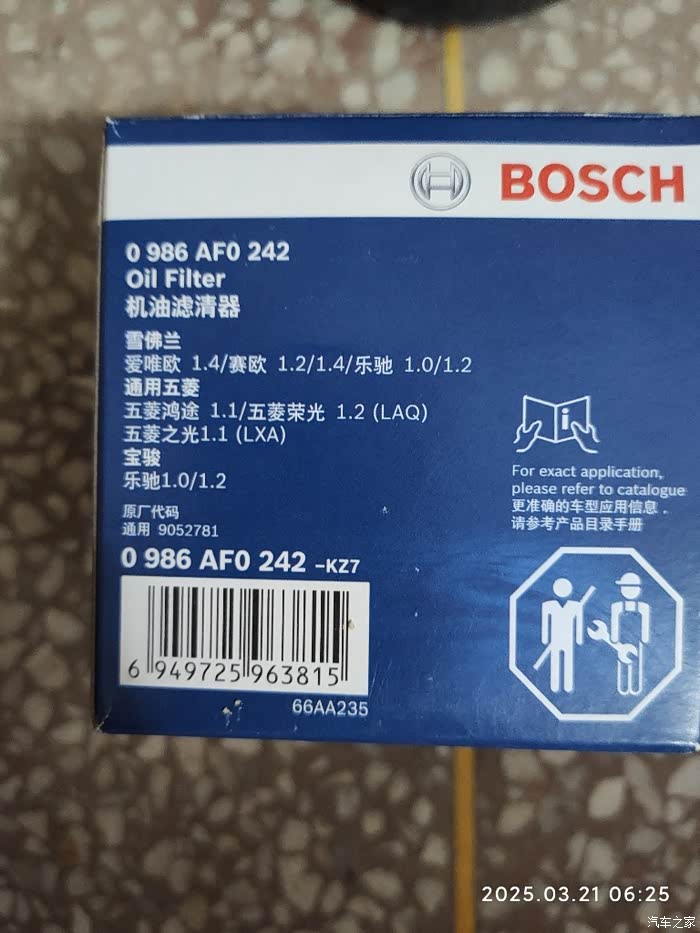 BOSCH
0 986 AF0 242
Oil Filter
机油滤清器
雪佛兰
爱唯欧 1.4/赛欧 1.2/1.4/乐驰 1.0/1.2
通用五菱
五菱鸿途 1.1/五菱荣光 1.2 (LAQ)
五菱之光1.1 (LXA)
宝骏
乐驰1.0/1.2
原厂代码
通用 9052781
For exact application,
please refer to catalogue
更准确的车型应用信息，
请参考产品目录手册
0 986 AF0 242 -KZ7
6 949725 963815
66AA235
2025.03.21 06:25
汽车之家